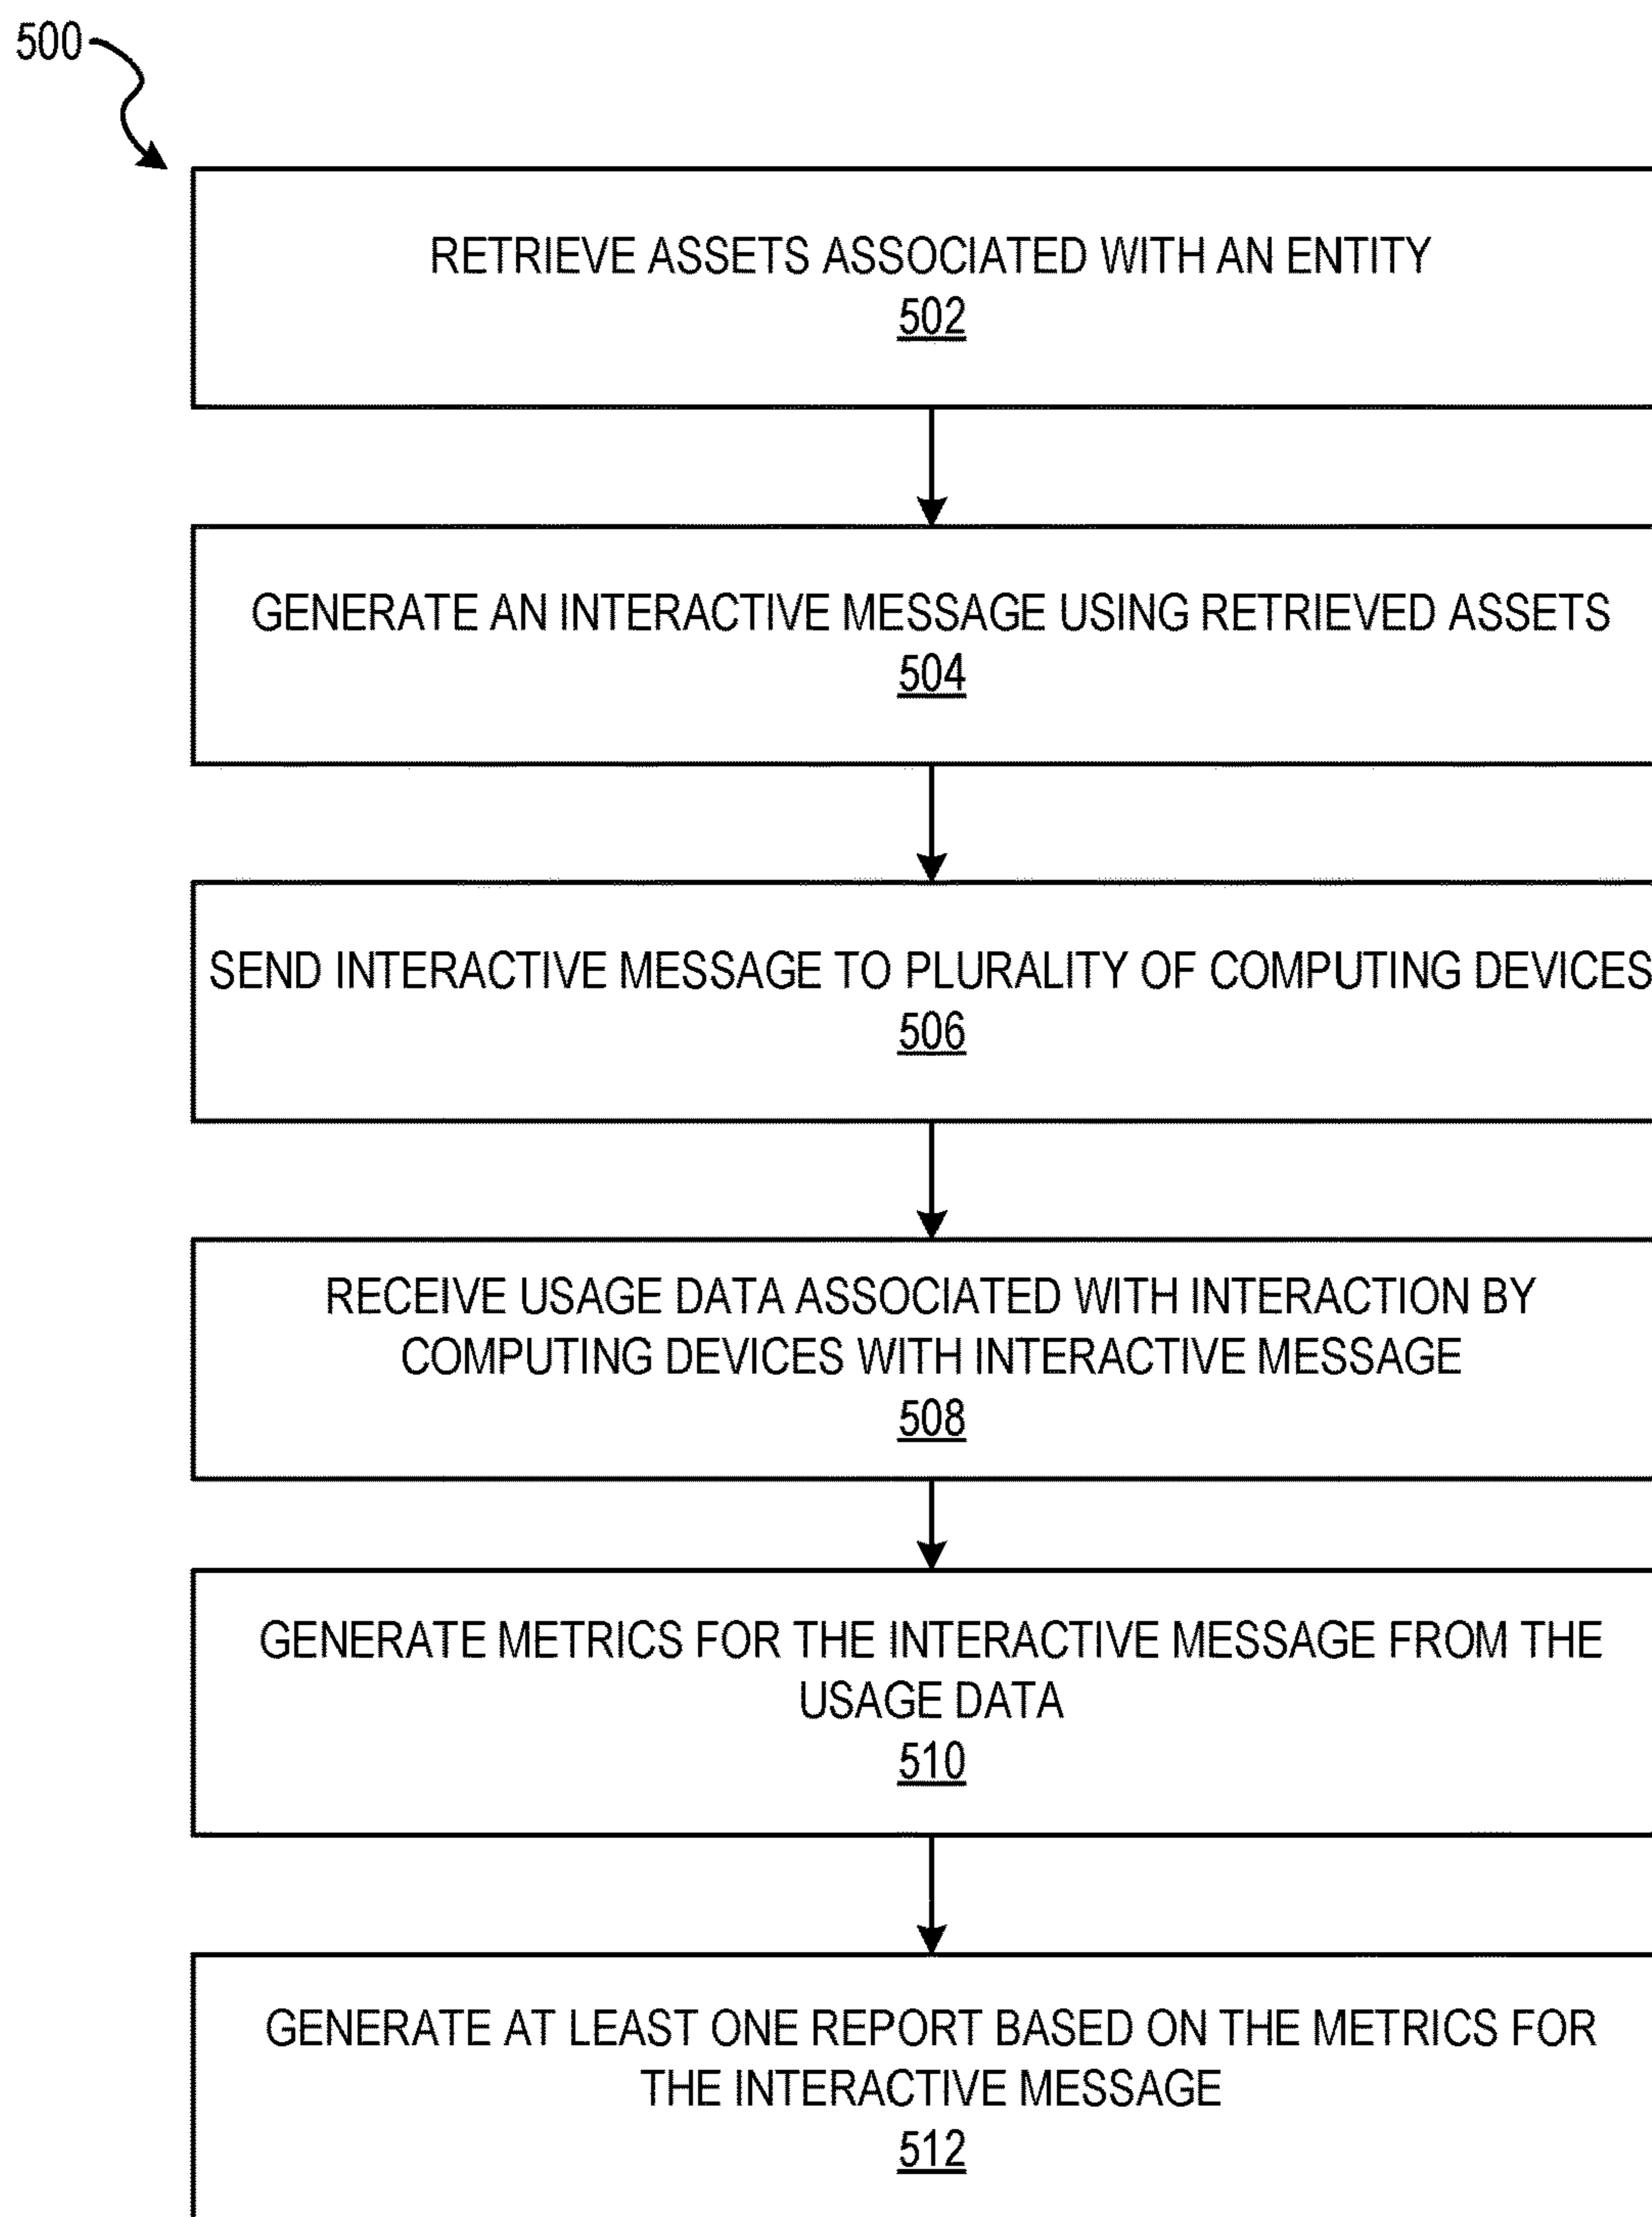 500
RETRIEVE ASSETS ASSOCIATED WITH AN ENTITY
502
GENERATE AN INTERACTIVE MESSAGE USING RETRIEVED ASSETS
504
SEND INTERACTIVE MESSAGE TO PLURALITY OF COMPUTING DEVICES
506
RECEIVE USAGE DATA ASSOCIATED WITH INTERACTION BY
COMPUTING DEVICES WITH INTERACTIVE MESSAGE
508
GENERATE METRICS FOR THE INTERACTIVE MESSAGE FROM THE
USAGE DATA
510
GENERATE AT LEAST ONE REPORT BASED ON THE METRICS FOR
THE INTERACTIVE MESSAGE
512